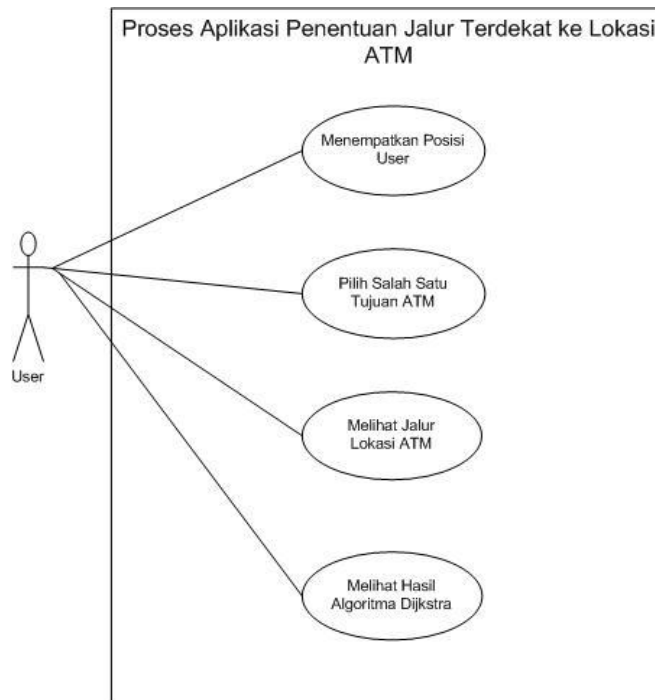 Proses Aplikasi Penentuan Jalur Terdekat ke Lokasi
ATM
Menempatkan Posisi
User
Pilih Salah Satu
Tujuan ATM
User
Melihat Jalur
Lokasi ATM
Melihat Hasil
Algoritma Dijkstra